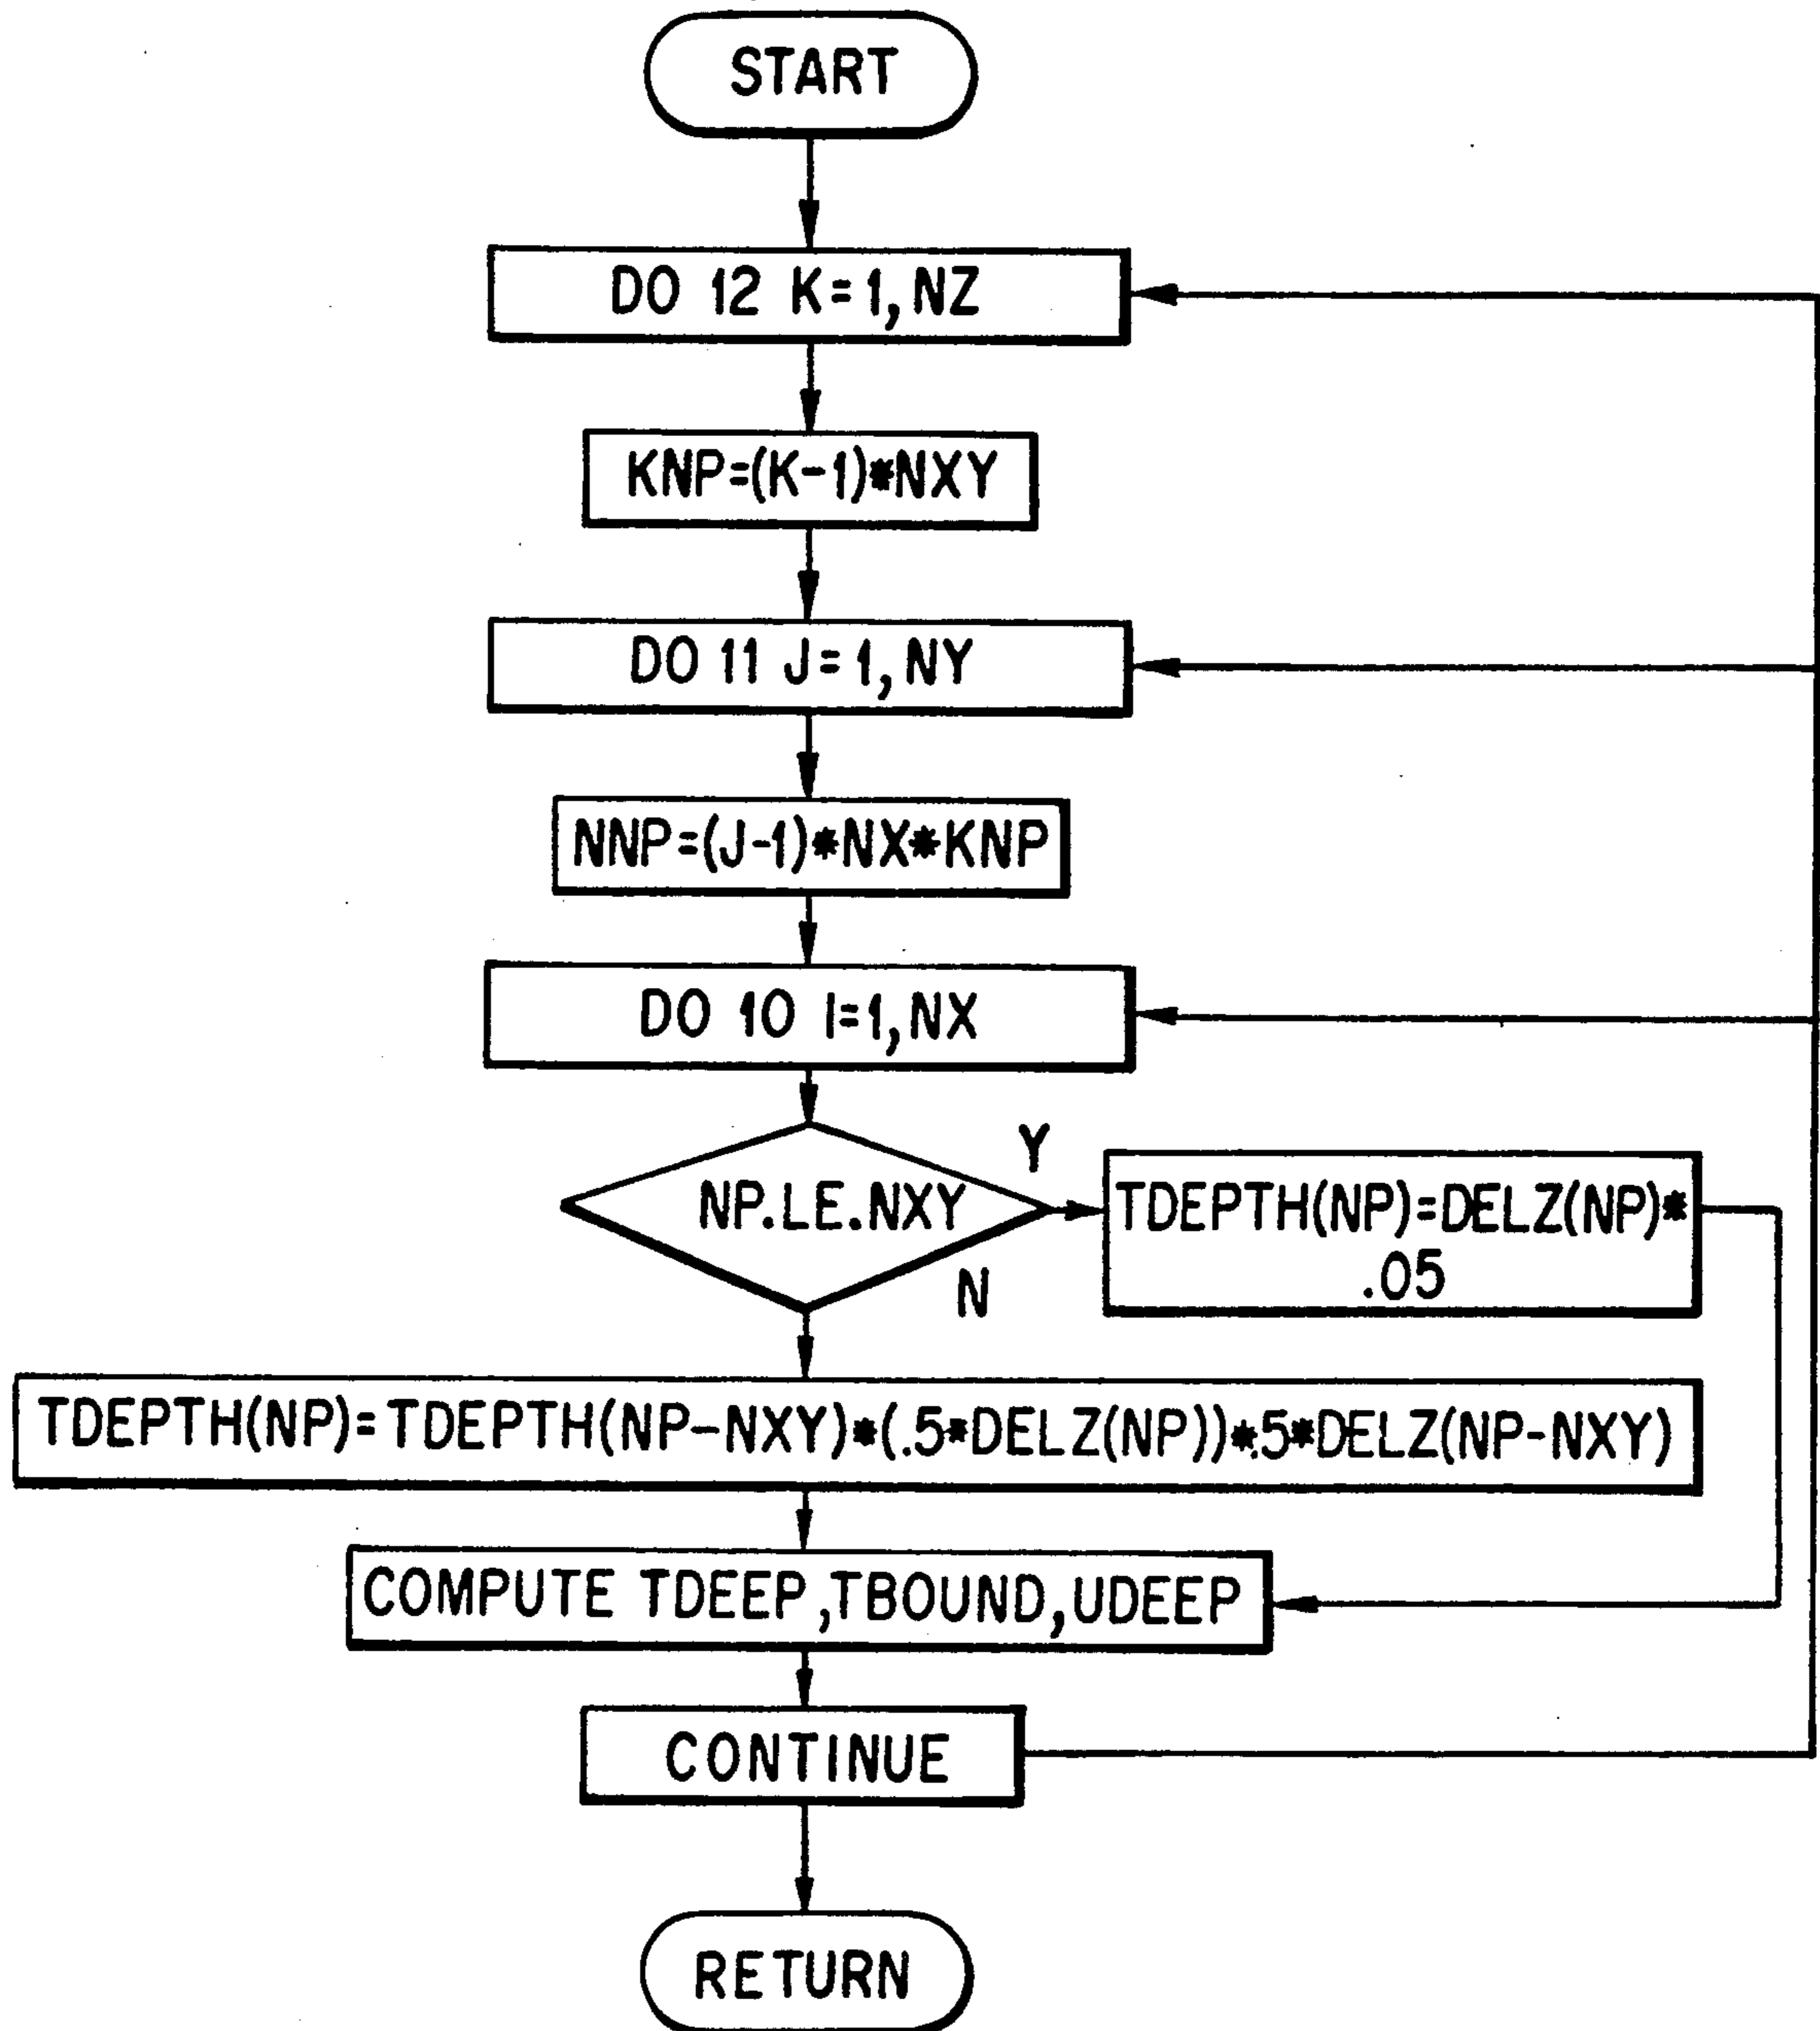 START
DO 12 K=1,NZ
KNP=(K-1)*NXY
DO 11 J=1,NY
NNP=(J-1)*NX*KNP
DO 10 I=1,NX
NP.LE.NXY
Y
TDEPTH(NP)=DELZ(NP)*
.05
N
TDEPTH(NP)=TDEPTH(NP-NXY)*(.5*DELZ(NP))*.5*DELZ(NP-NXY)
COMPUTE TDEEP,TBOUND,UDEEP
CONTINUE
RETURN